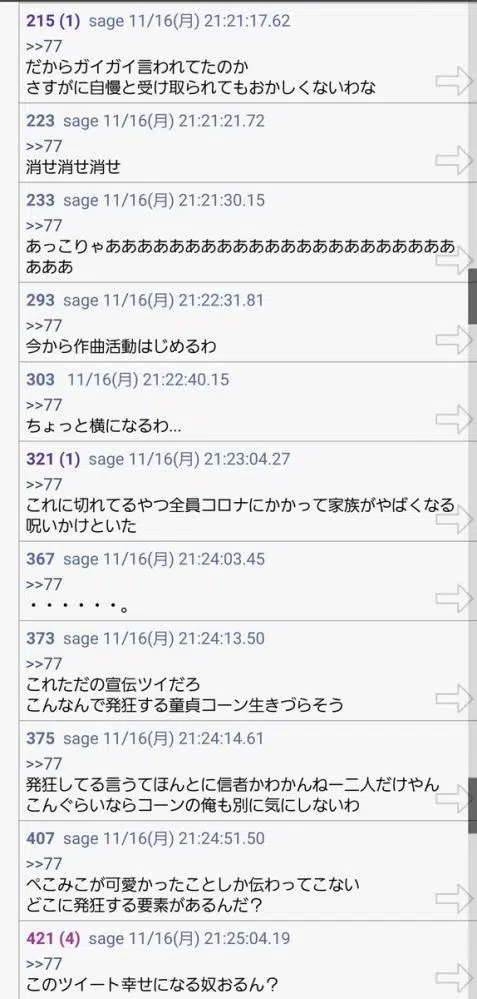 215 (1) sage 11/16(月) 21:21:17.62
>>77
だからガイガイ言われてたのか
さすがに自慢と受け取られてもおかしくないわな
223 sage 11/16(月) 21:21:21.72
>>77
消せ消せ消せ
233 sage 11/16(月) 21:21:30.15
>>77
あっこりゃああああああああああああああああああああああ
あああ
293 sage 11/16(月) 21:22:31.81
>>77
今から作曲活動はじめるわ
303 11/16(月) 21:22:40.15
>>77
ちょっと横になるわ...
321 (1) sage 11/16(月) 21:23:04.27
>>77
これに切れてるやつ全員コロナにかかって家族がやばくなる
呪いかけといた
367 sage 11/16(月) 21:24:03.45
>>77
・・・・・・。
373 sage 11/16(月) 21:24:13.50
>>77
これただの宣伝ツイだろ
こんなんで発狂する童貞コーン生きづらそう
375 sage 11/16(月) 21:24:14.61
>>77
発狂してる言うてほんとに信者かわかんねー二人だけやん
こんぐらいならコーンの俺も別に気にしないわ
407 sage 11/16(月) 21:24:51.50
>>77
ぺこみこが可愛かったことしか伝わってこない
どこに発狂する要素があるんだ？
421 (4) sage 11/16(月) 21:25:04.19
>>77
このツイート幸せになる奴おるん？